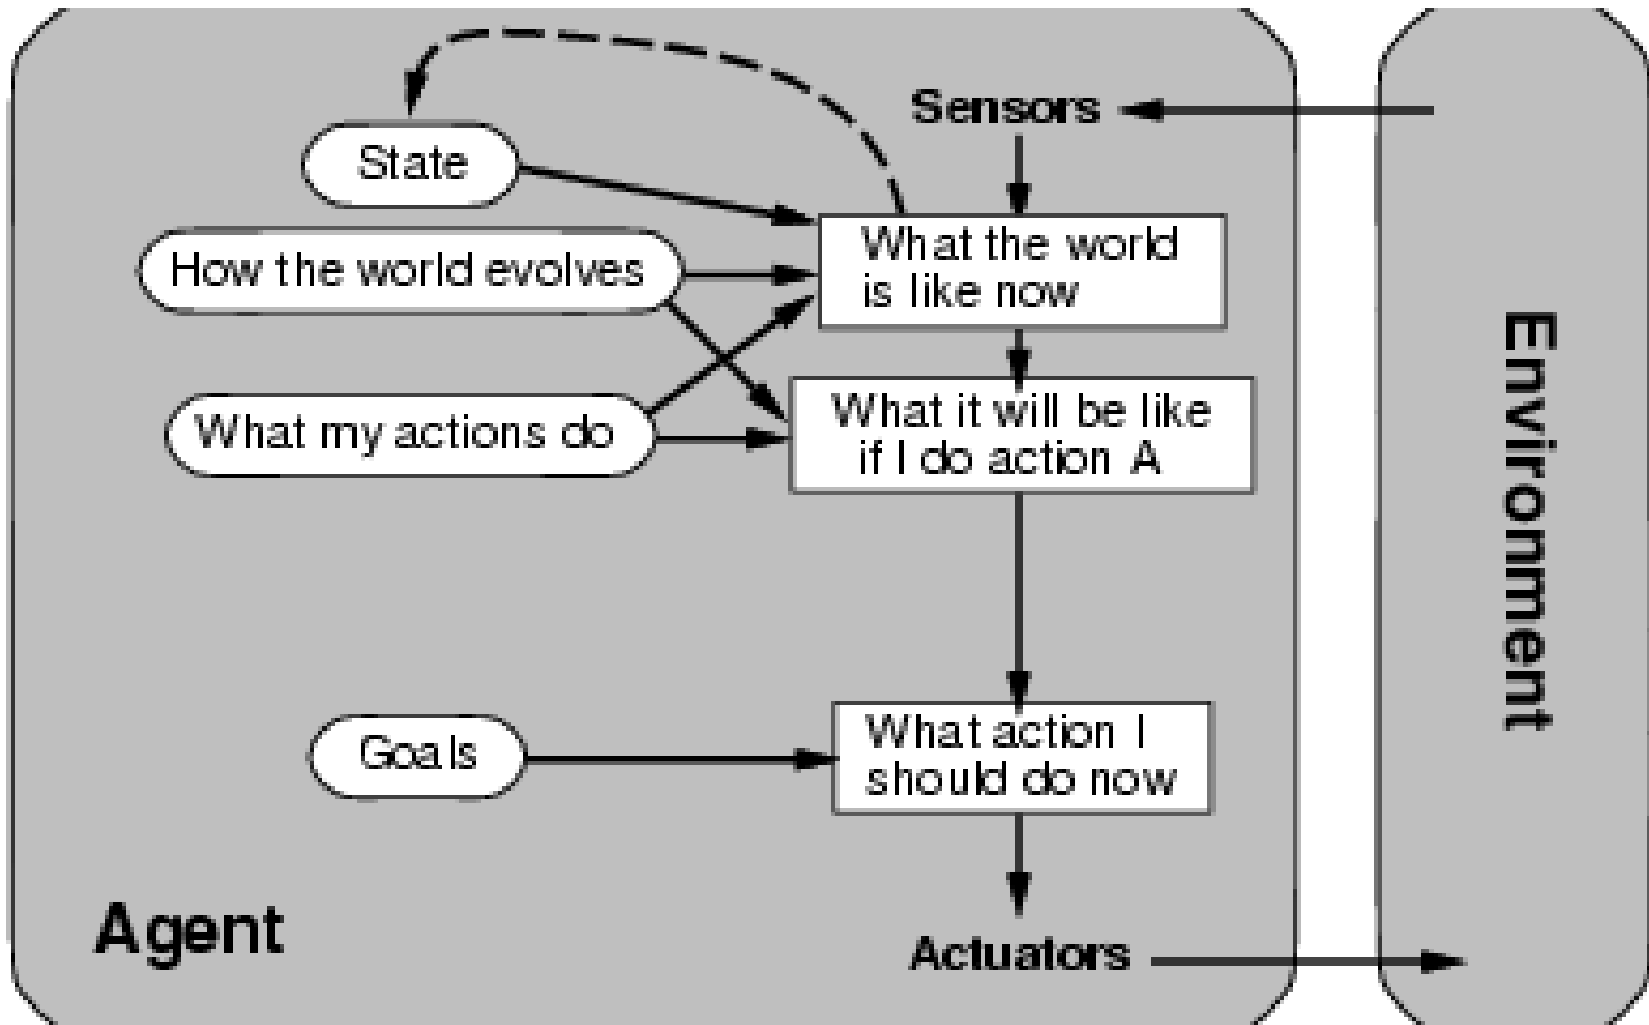 Sensors
State
What the world
is like now
How the world evolves
What it will be like
if I do action A
What my actions do
Environment
What action I
should do now
Goals
Agent
Actuators